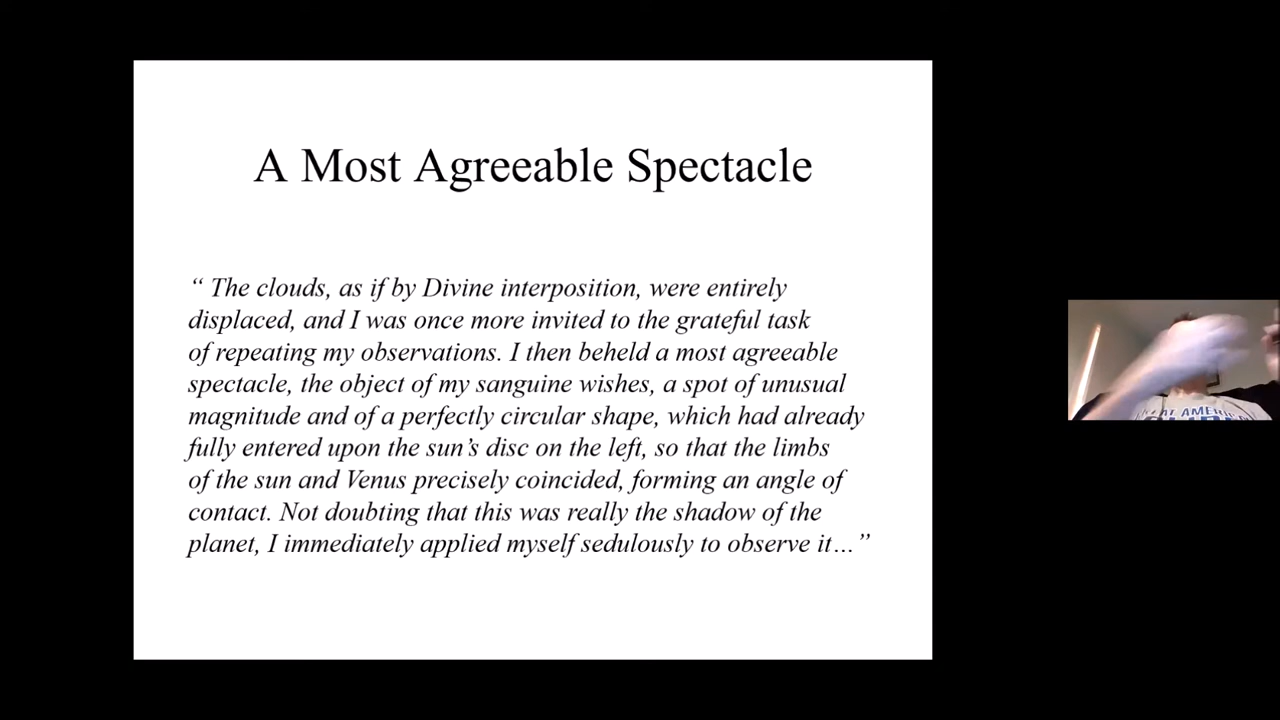 A Most Agreeable Spectacle
“ The clouds, as if by Divine interposition, were entirely
displaced, and I was once more invited to the grateful task
of repeating my observations. I then beheld a most agreeable
spectacle, the object of my sanguine wishes, a spot of unusual
magnitude and of a perfectly circular shape, which had already
fully entered upon the sun’s disc on the left, so that the limbs
of the sun and Venus precisely coincided, forming an angle of
contact. Not doubting that this was really the shadow of the
planet, I immediately applied myself sedulously to observe it…”